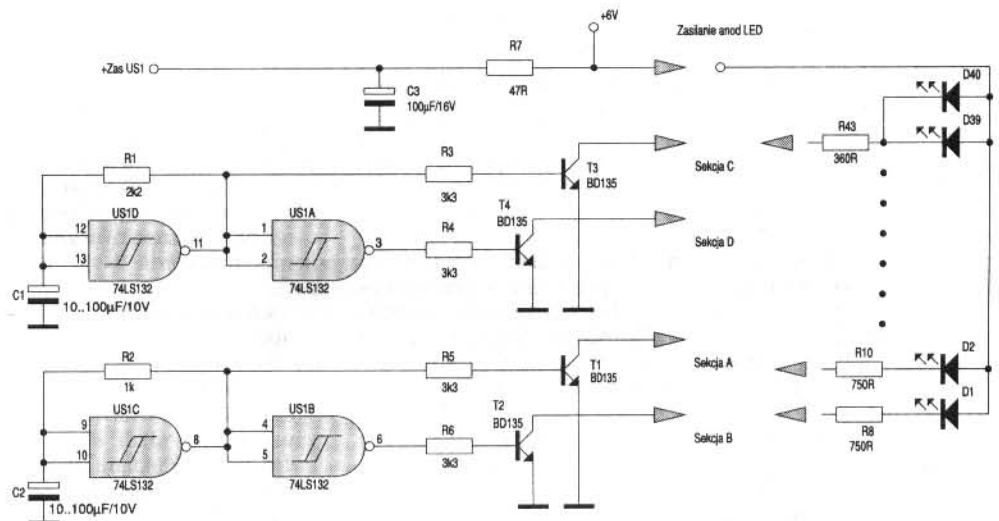 +6V
Zasilanie anod LED
R7
+Zas US1
47R
D40
C3
100µF/16V
R43
D39
360R
R1
R3
T3
BD135
Sekcja C
2k2
3k3
US1D
US1A
T4
BD135
R4
12
11
1
3
13
2
Sekcja D
74LS132
74LS132
3k3
C1
10..100µF/10V
R2
R5
T1
BD135
Sekcja A
R10
D2
1k
3k3
750R
US1C
US1B
T2
BD135
R6
D1
9
8
4
6
10
5
Sekcja B
R8
74LS132
74LS132
3k3
750R
C2
10..100µF/10V